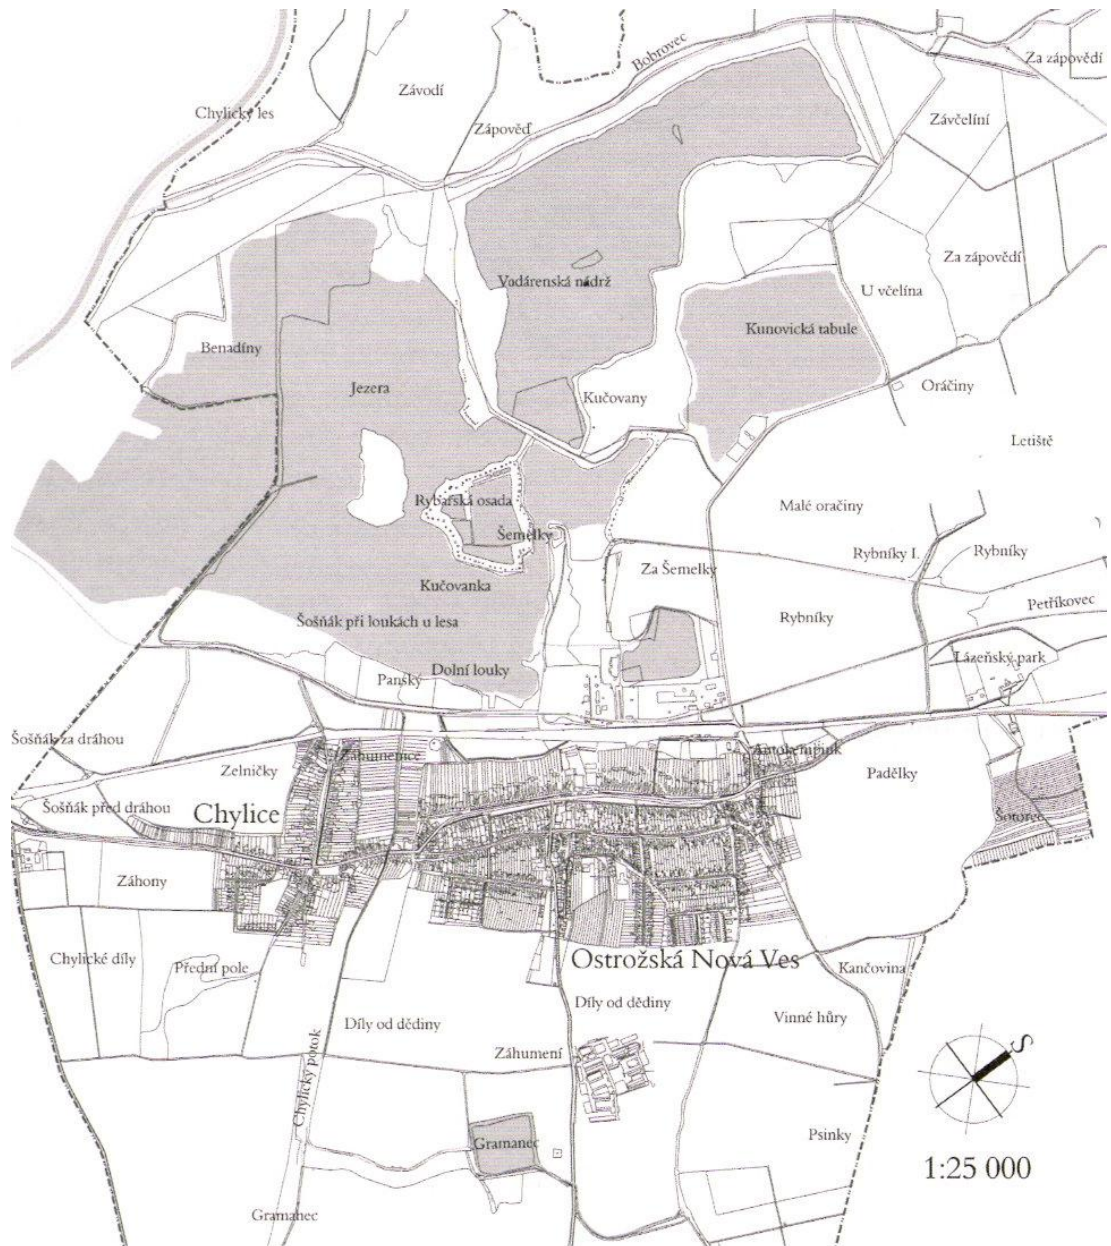 Bobrovec
Za zápovědí
Závodí
Chylický les
Zápověď
Závčelíní
Za zápovědí
Vodárenská nádrž
U včelína
Kunovická tabule
Benadíny
Jezera
Kučovany
Oráčiny
Letiště
Rybářská osada
Malé oračiny
Šemelky
Rybníky I.
Rybníky
Za Šemelky
Kučovanka
Petříkovec
Šošňák při loukách u lesa
Rybníky
Lázeňský park
Dolní louky
Panský
Šošňák za dráhou
Záhumenice
Autokempink
Zelničky
Padělky
Šošňák před dráhou
Chylice
Šotorec
Záhony
Chylické díly
Přední pole
Ostrožská Nová Ves
Kančovina
Díly od dědiny
Díly od dědiny
Vinné hůry
Záhumení
Chylický potok
S
Psinky
Gramanec
1:25 000
Gramanec